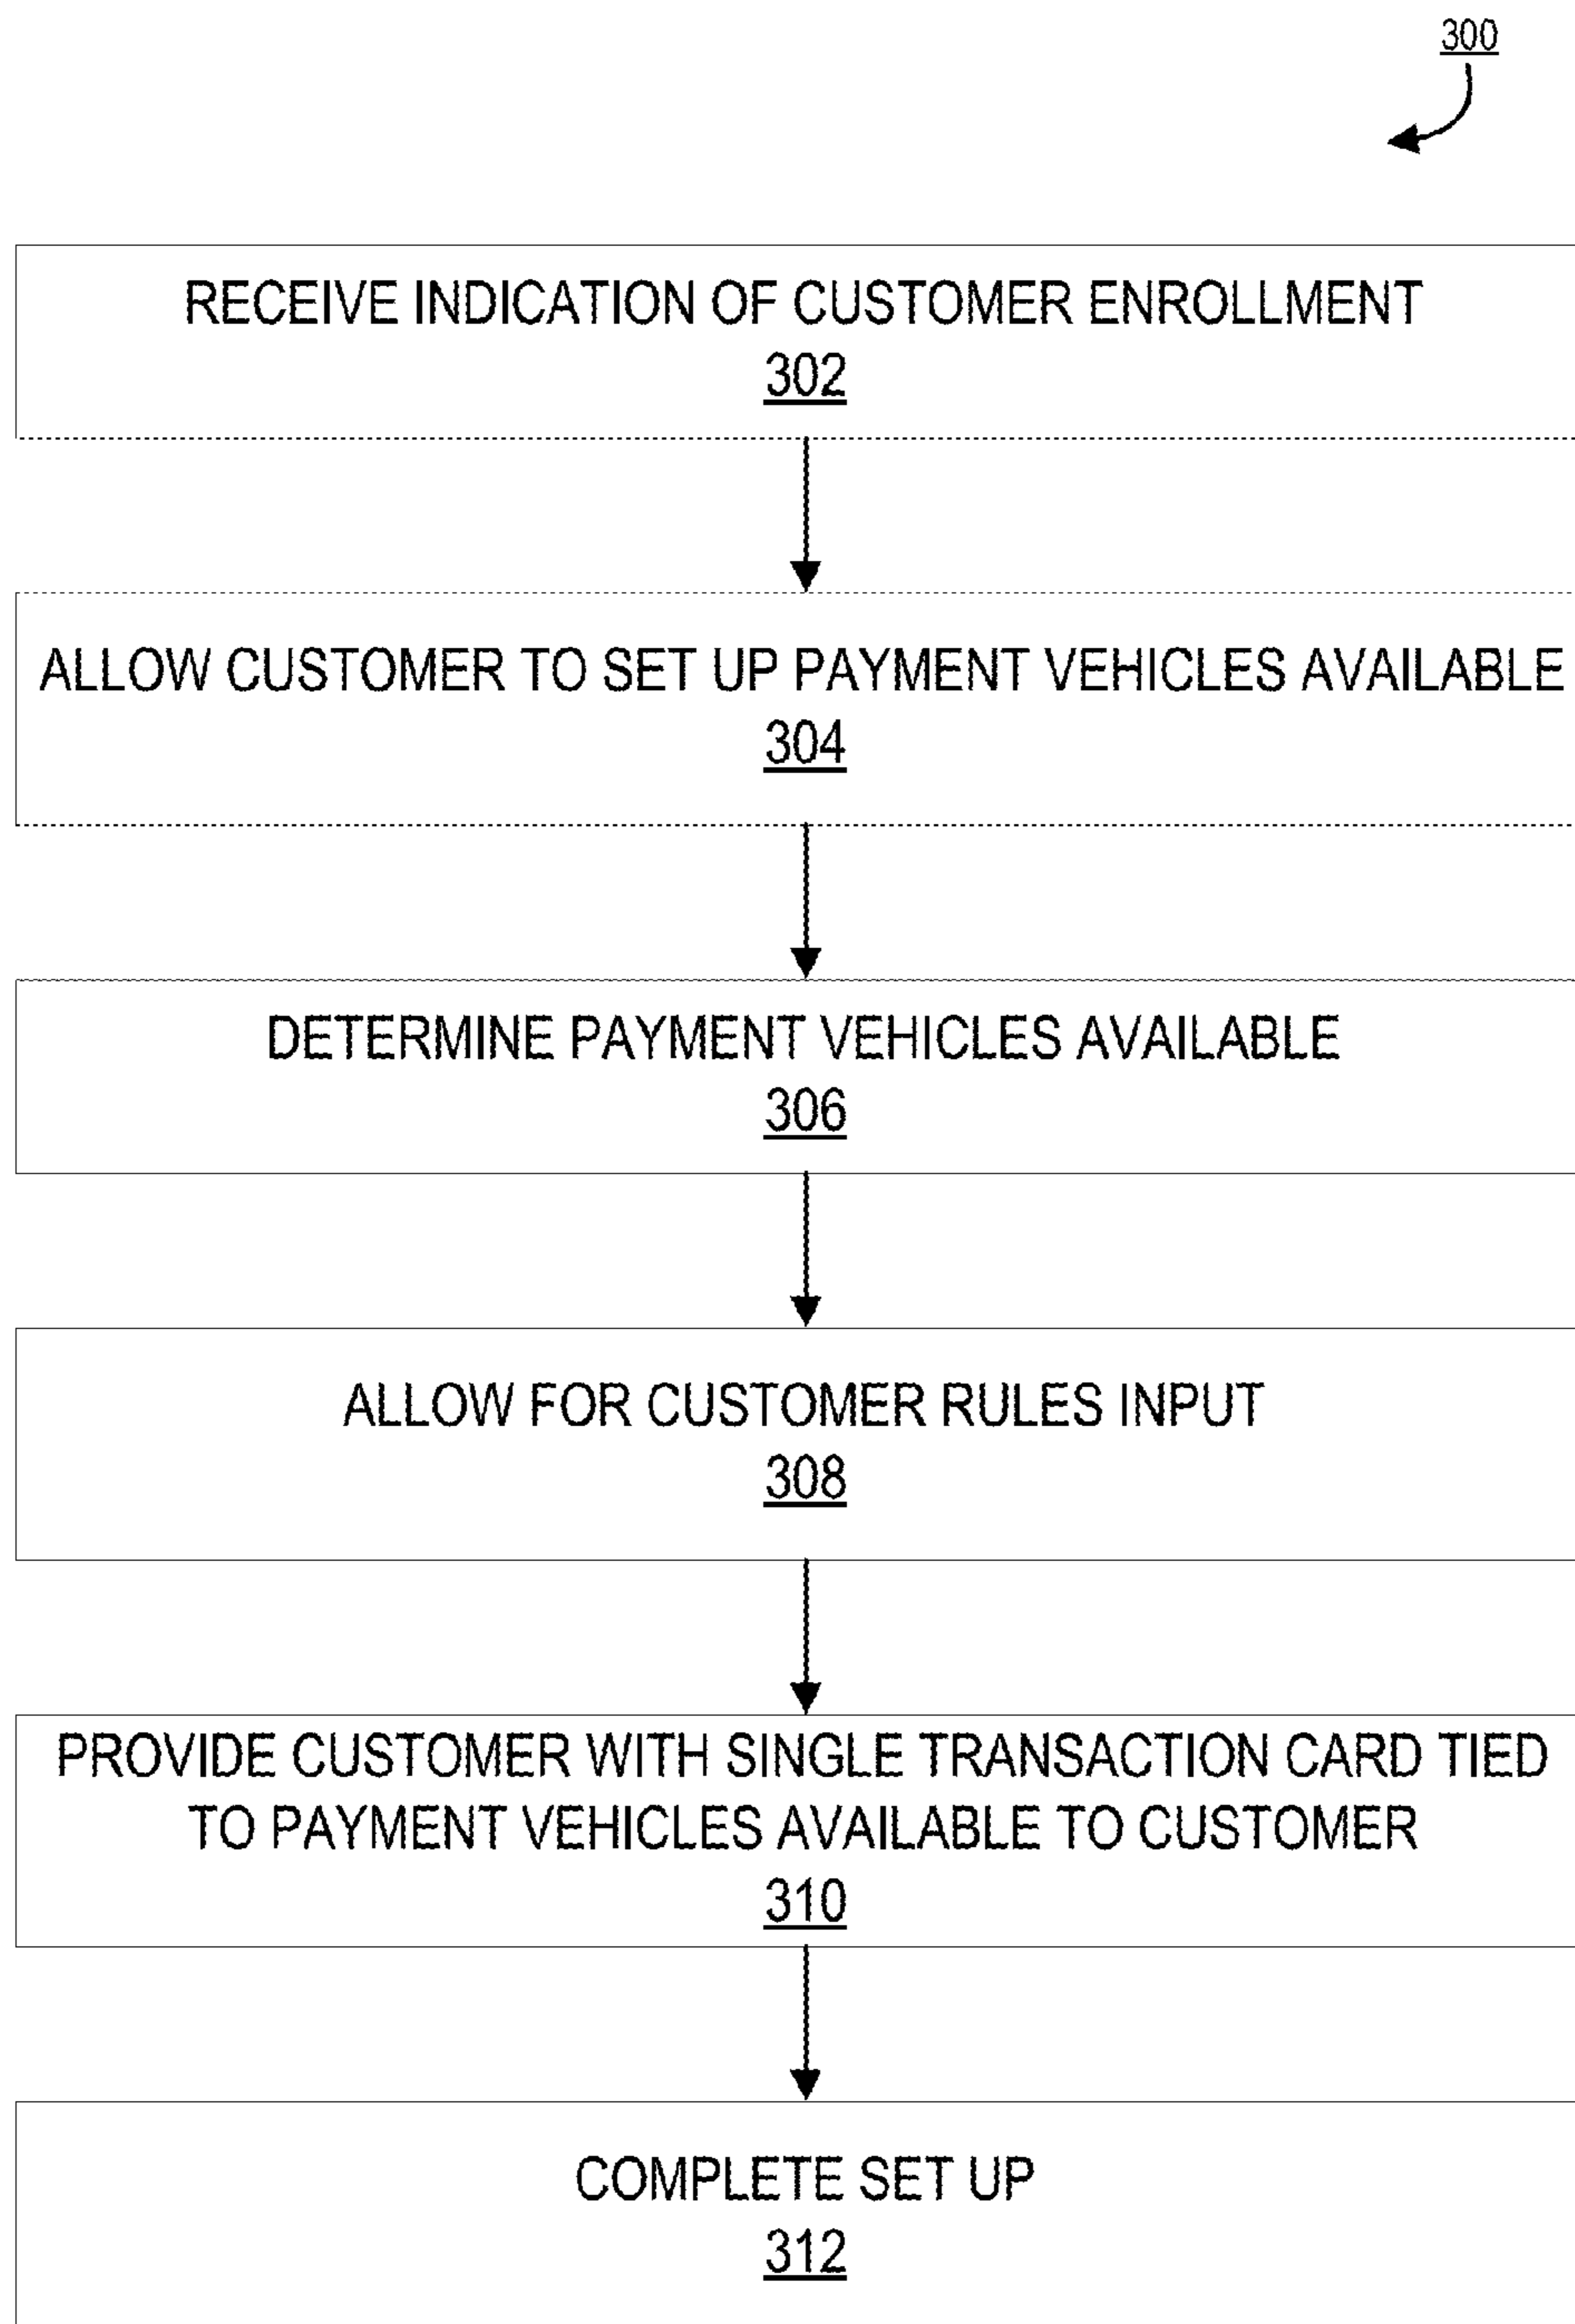 300
RECEIVE INDICATION OF CUSTOMER ENROLLMENT
302
ALLOW CUSTOMER TO SET UP PAYMENT VEHICLES AVAILABLE
304
DETERMINE PAYMENT VEHICLES AVAILABLE
306
ALLOW FOR CUSTOMER RULES INPUT
308
PROVIDE CUSTOMER WITH SINGLE TRANSACTION CARD TIED
TO PAYMENT VEHICLES AVAILABLE TO CUSTOMER
310
COMPLETE SET UP
312